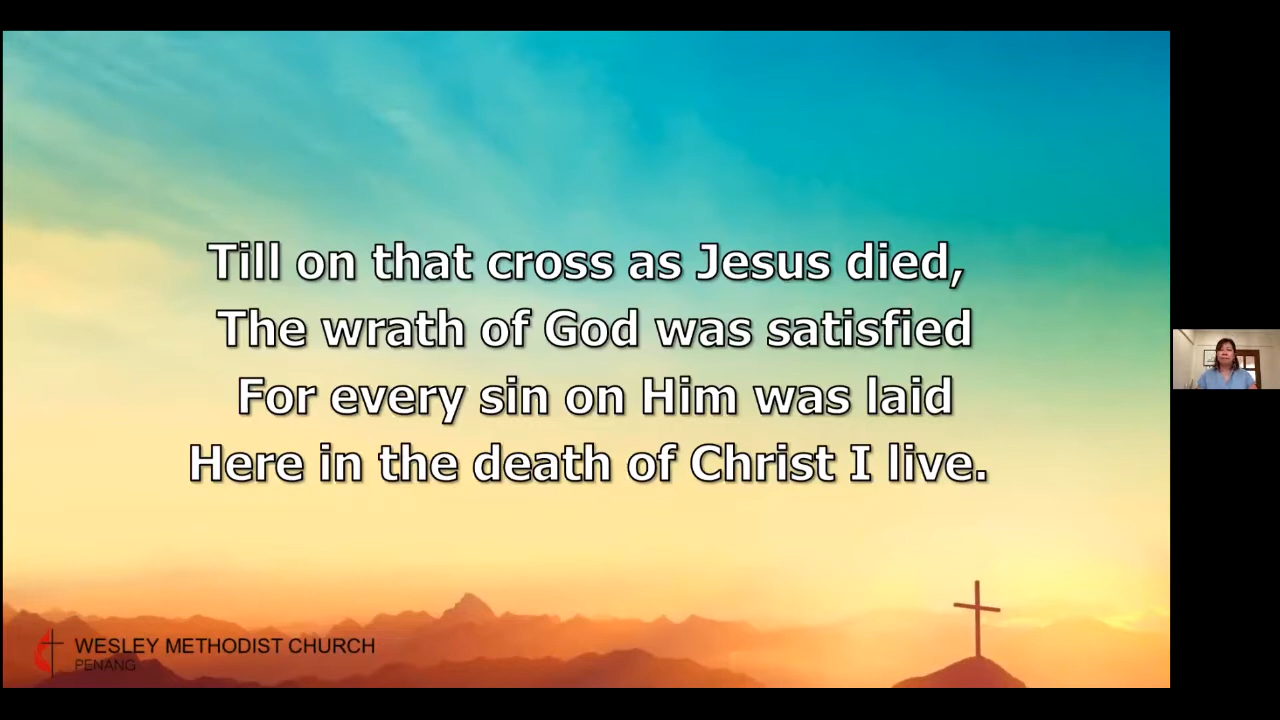 Till on that cross as Jesus died,
The wrath of God was satisfied
For every sin on Him was laid
Here in the death of Christ I live.
WESLEY METHODIST CHURCH
PENANG